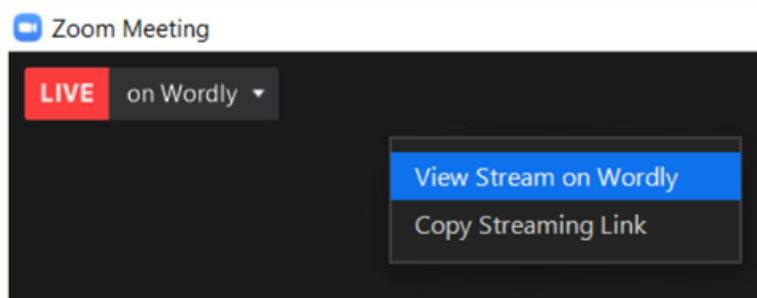 Zoom Meeting
LIVE on Wordly
View Stream on Wordly
Copy Streaming Link